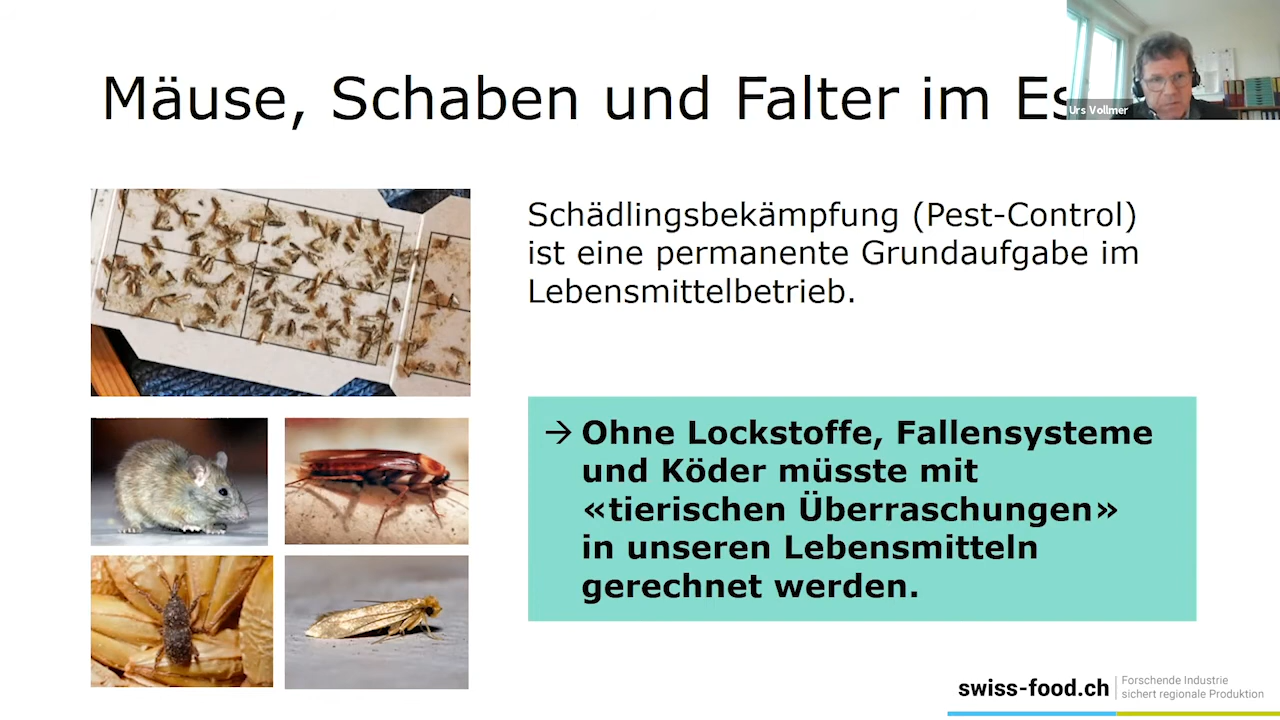 Mäuse, Schaben und Falter im Es
Urs Vollmer
Schädlingsbekämpfung (Pest-Control)
ist eine permanente Grundaufgabe im
Lebensmittelbetrieb.
→ Ohne Lockstoffe, Fallensysteme
und Köder müsste mit
«tierischen Überraschungen»
in unseren Lebensmitteln
gerechnet werden.
swiss-food.ch
Forschende Industrie
sichert regionale Produktion